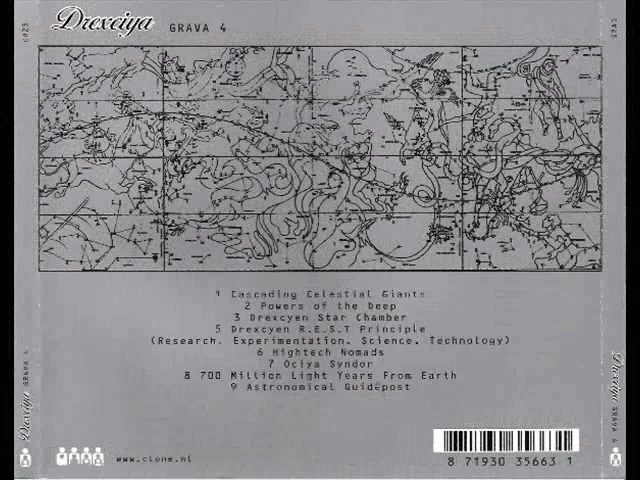 Drexciya GRAVA 4
1 Cascading Celestial Giants
2 Powers of the Deep
3 Drexcyen Star Chamber
5 Drexcyen R.E.S.T Principle
(Research. Experimentation. Science. Technology)
6 Hightech Nomads
7 Ociya Syndor
8 700 Million Light Years From Earth
9 Astronomical Guidepost
www.clone.nl
8 71930 35663 1
Drexciya GRAVA 4
Drexciya GRAVA 4